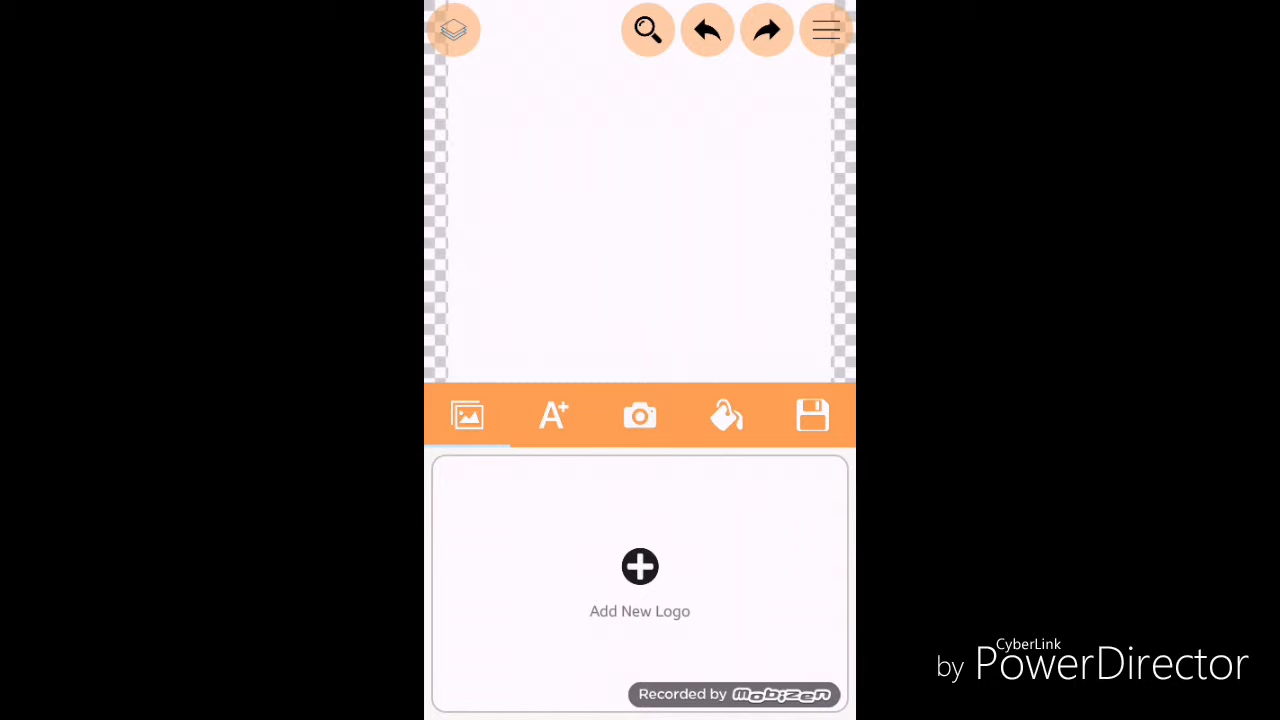 A+
Add New Logo
Recorded by mobizen
CyberLink
by PowerDirector